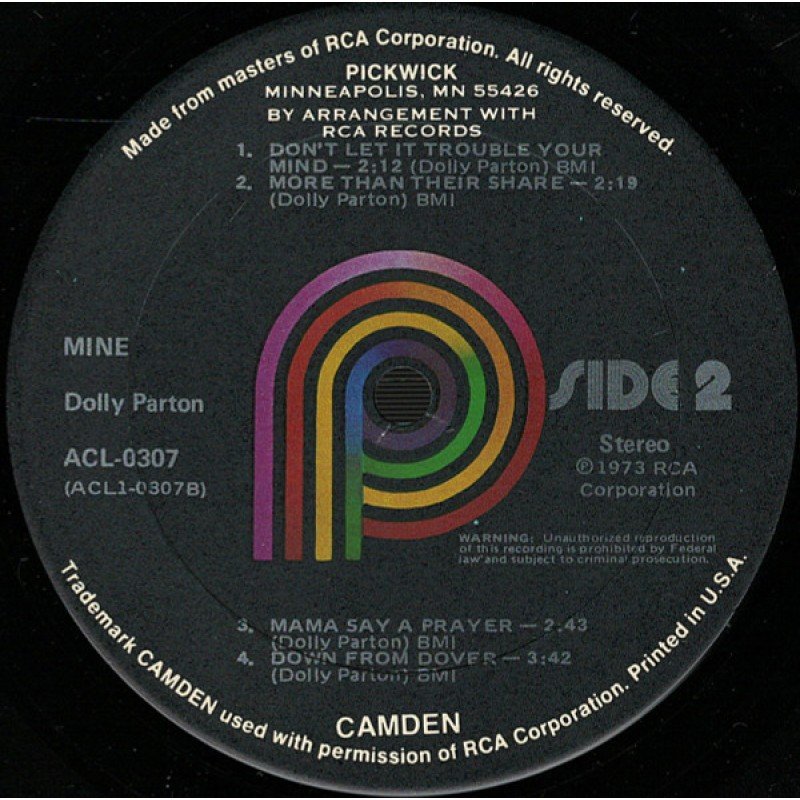 Made from masters of RCA Corporation. All rights reserved.
PICKWICK
MINNEAPOLIS, MN 55426
BY ARRANGEMENT WITH
RCA RECORDS
1. DON'T LET IT TROUBLE YOUR
MIND — 2:12 (Dolly Parton) BMI
2. MORE THAN THEIR SHARE — 2:19
(Dolly Parton) BMI
MINE
Dolly Parton
ACL-0307
(ACL1-0307B)
SIDE 2
Stereo
℗ 1973 RCA
Corporation
WARNING: Unauthorized reproduction
of this recording is prohibited by Federal
law and subject to criminal prosecution.
3. MAMA SAY A PRAYER — 2:43
(Dolly Parton) BMI
4. DOWN FROM DOVER — 3:42
(Dolly Parton) BMI
CAMDEN
Trademark CAMDEN used with permission of RCA Corporation. Printed in U.S.A.